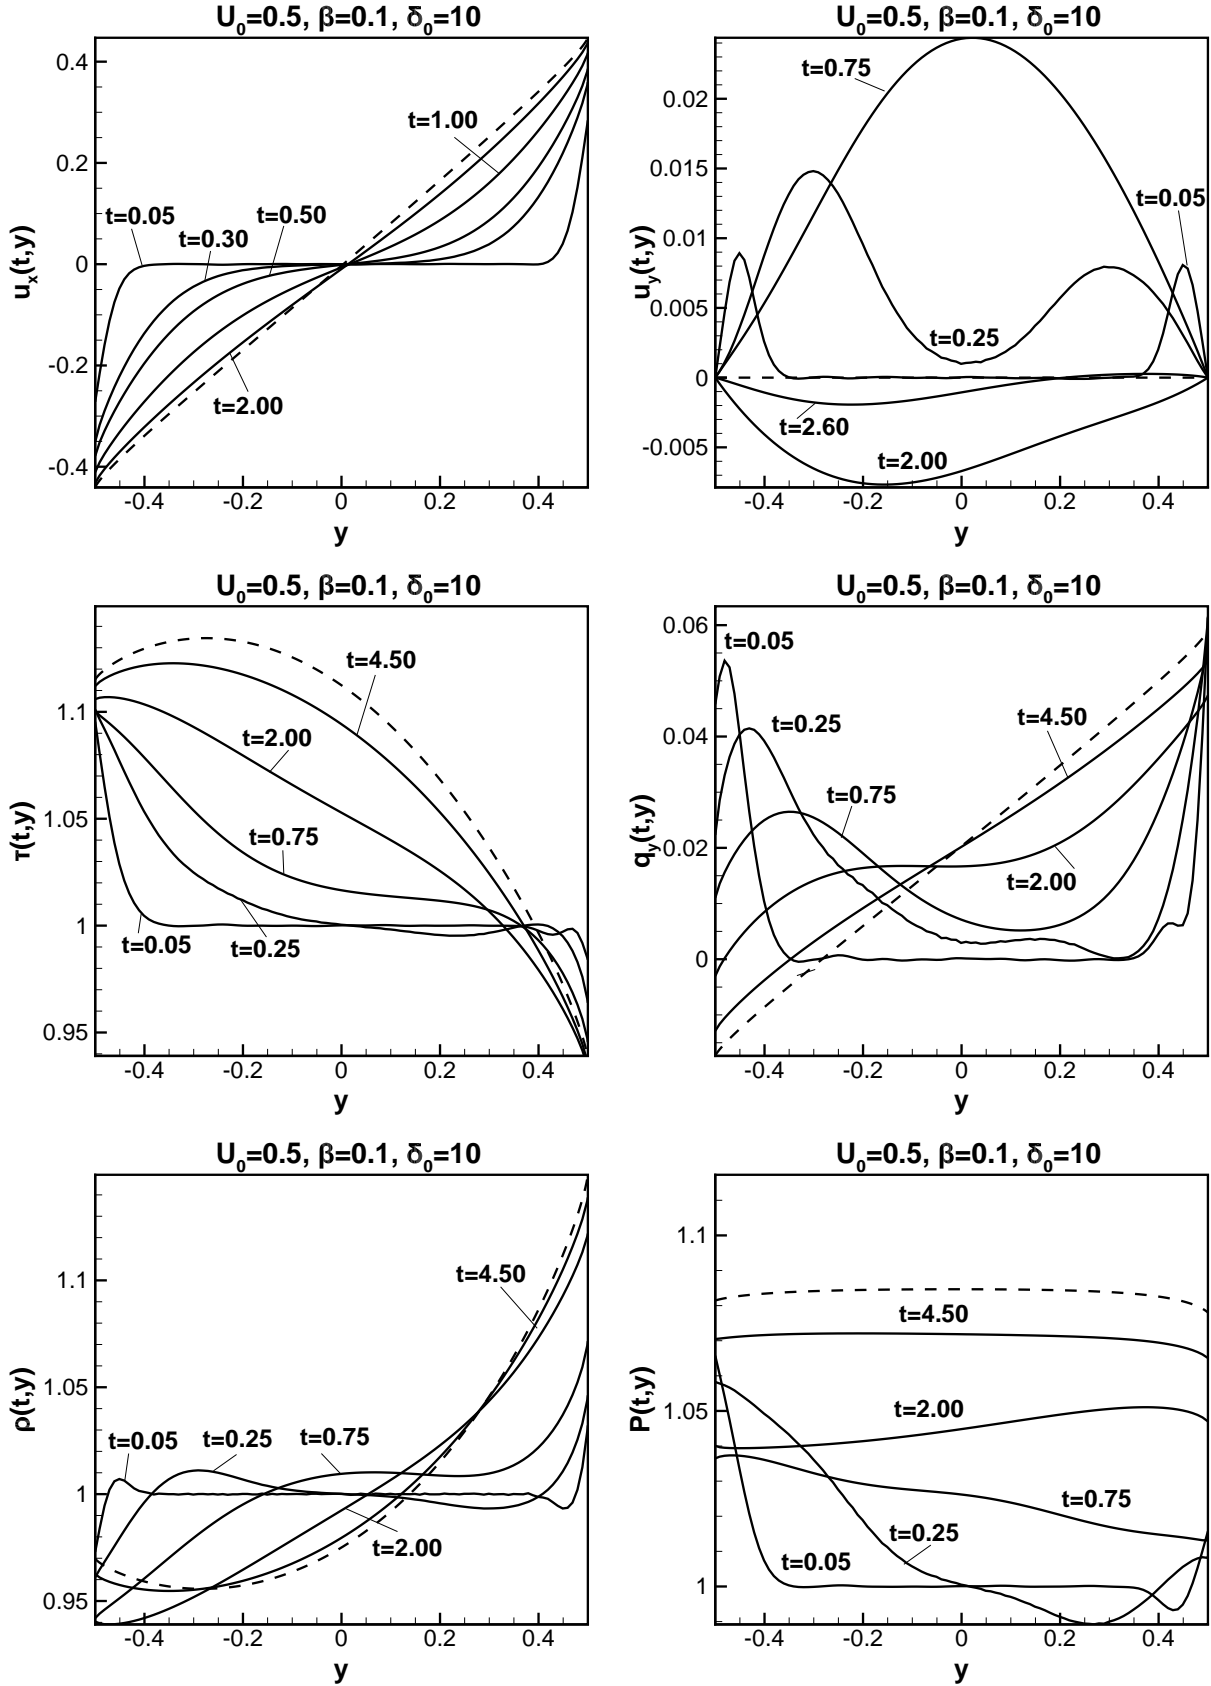 U₀=0.5, β=0.1, δ₀=10
uₓ(t,y)
0.4
0.2
0
-0.2
-0.4
t=1.00
t=0.05
t=0.50
t=0.30
t=2.00
-0.4 -0.2 0 0.2 0.4
y
U₀=0.5, β=0.1, δ₀=10
u_y(t,y)
0.02
0.015
0.01
0.005
0
-0.005
t=0.75
t=0.05
t=0.25
t=2.60
t=2.00
-0.4 -0.2 0 0.2 0.4
y
U₀=0.5, β=0.1, δ₀=10
τ(t,y)
1.1
1.05
1
0.95
t=4.50
t=2.00
t=0.75
t=0.05
t=0.25
-0.4 -0.2 0 0.2 0.4
y
U₀=0.5, β=0.1, δ₀=10
q_y(t,y)
0.06
0.04
0.02
0
t=0.05
t=0.25
t=4.50
t=0.75
t=2.00
-0.4 -0.2 0 0.2 0.4
y
U₀=0.5, β=0.1, δ₀=10
ρ(t,y)
1.1
1.05
1
0.95
t=4.50
t=0.05
t=0.25
t=0.75
t=2.00
-0.4 -0.2 0 0.2 0.4
y
U₀=0.5, β=0.1, δ₀=10
P(t,y)
1.1
1.05
1
t=4.50
t=2.00
t=0.75
t=0.25
t=0.05
-0.4 -0.2 0 0.2 0.4
y